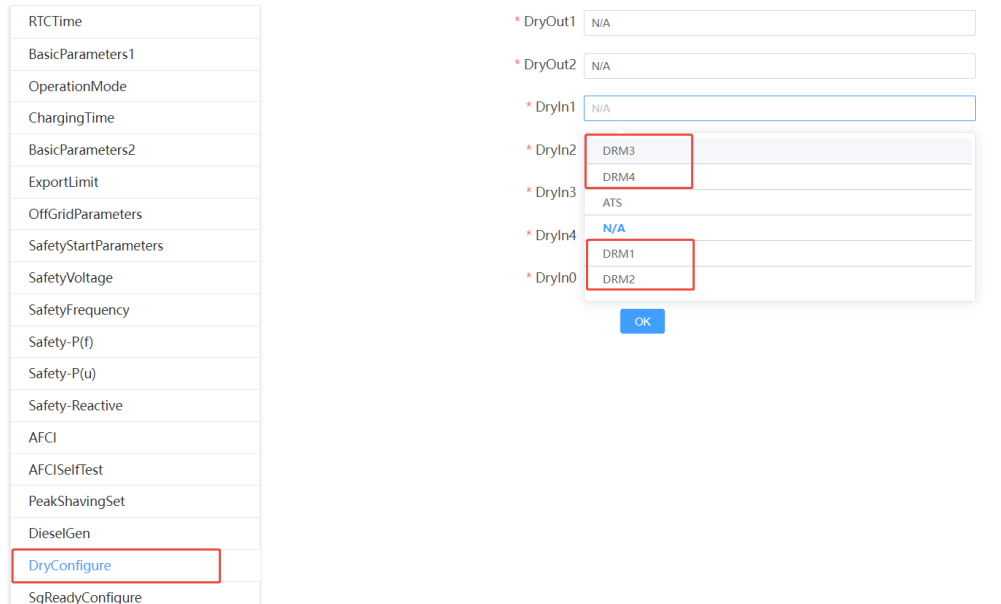 RTCTime
BasicParameters1
OperationMode
ChargingTime
BasicParameters2
ExportLimit
OffGridParameters
SafetyStartParameters
SafetyVoltage
SafetyFrequency
Safety-P(f)
Safety-P(u)
Safety-Reactive
AFCI
AFCISelfTest
PeakShavingSet
DieselGen
DryConfigure
SgReadyConfigure
* DryOut1 N/A
* DryOut2 N/A
* DryIn1 N/A
* DryIn2
* DryIn3
* DryIn4
* DryIn0
DRM3
DRM4
ATS
N/A
DRM1
DRM2
OK